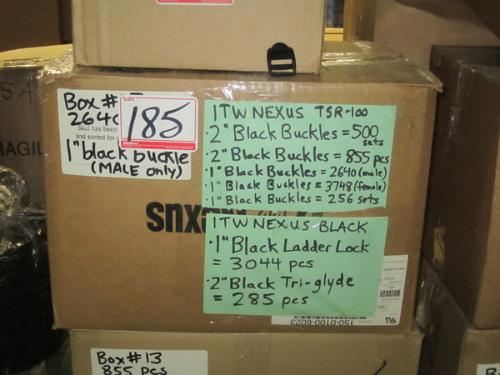 Box #
264
LOT
185
1" black buckle
(MALE only)
ITW NEXUS TSR-100
·2" Black Buckles = 500 sets
·2" Black Buckles = 855 pcs
·1" Black Buckles = 2640 (male)
·1" Black Buckles = 3748 (female)
·1" Black Buckles = 256 sets
ITW NEXUS BLACK
·1" Black Ladder Lock
= 3044 pcs
·2" Black Tri-glyde
= 285 pcs
Box #13
855 pcs